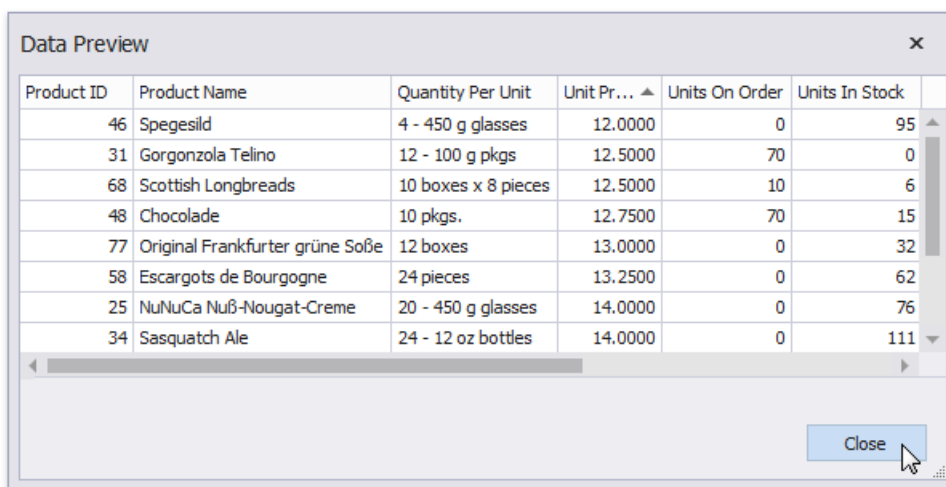 Data Preview
Product ID Product Name Quantity Per Unit Unit Pr... Units On Order Units In Stock
46 Spegesild 4 - 450 g glasses 12.0000 0 95
31 Gorgonzola Telino 12 - 100 g pkgs 12.5000 70 0
68 Scottish Longbreads 10 boxes x 8 pieces 12.5000 10 6
48 Chocolade 10 pkgs. 12.7500 70 15
77 Original Frankfurter grüne Soße 12 boxes 13.0000 0 32
58 Escargots de Bourgogne 24 pieces 13.2500 0 62
25 NuNuCa Nuß-Nougat-Creme 20 - 450 g glasses 14.0000 0 76
34 Sasquatch Ale 24 - 12 oz bottles 14.0000 0 111
Close